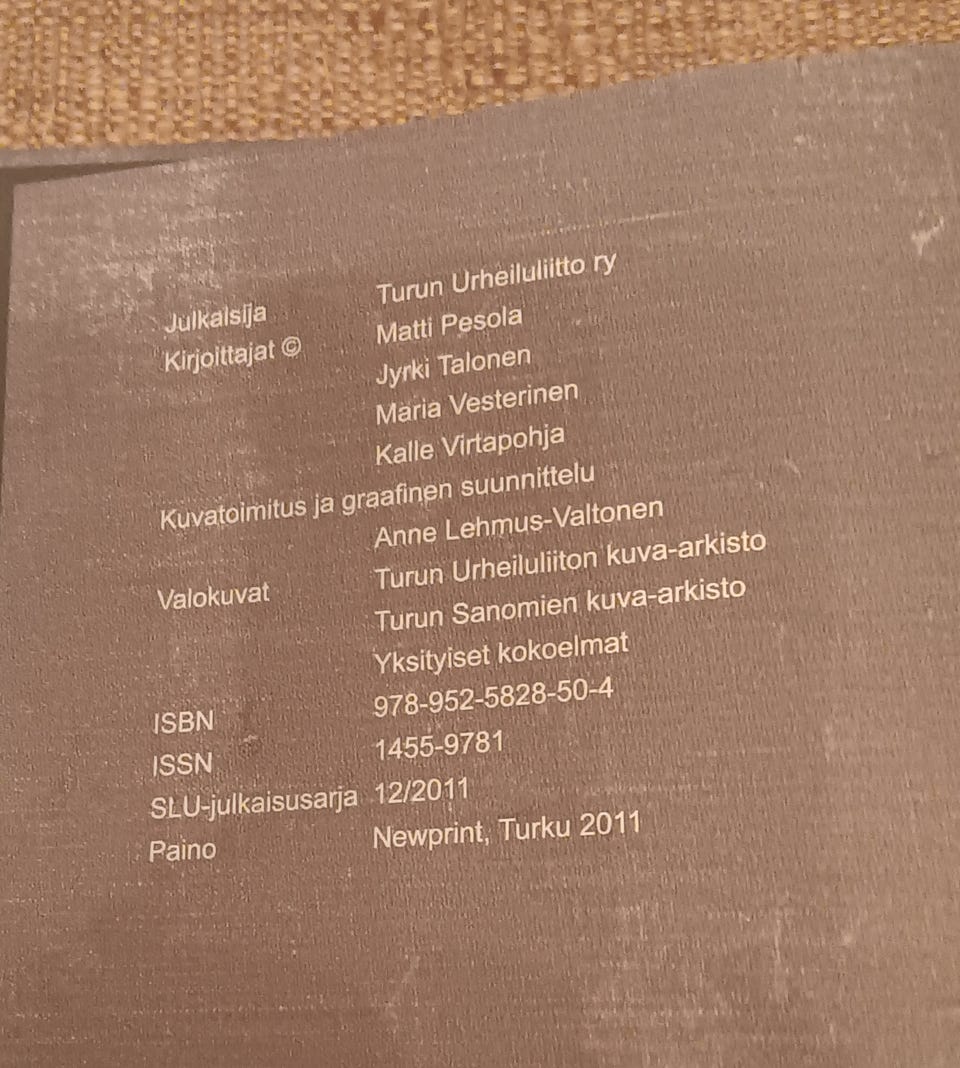 Julkaisija Turun Urheiluliitto ry
Kirjoittajat © Matti Pesola
Jyrki Talonen
Maria Vesterinen
Kalle Virtapohja
Kuvatoimitus ja graafinen suunnittelu
Anne Lehmus-Valtonen
Valokuvat Turun Urheiluliiton kuva-arkisto
Turun Sanomien kuva-arkisto
Yksityiset kokoelmat
ISBN 978-952-5828-50-4
ISSN 1455-9781
SLU-julkaisusarja 12/2011
Paino Newprint, Turku 2011